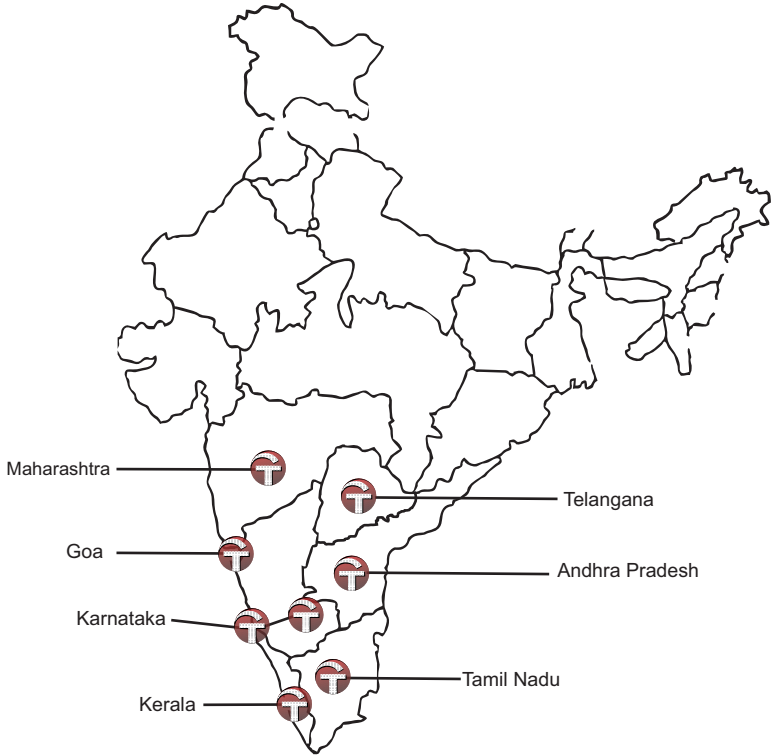 Maharashtra
Telangana
Goa
Andhra Pradesh
Karnataka
Tamil Nadu
Kerala